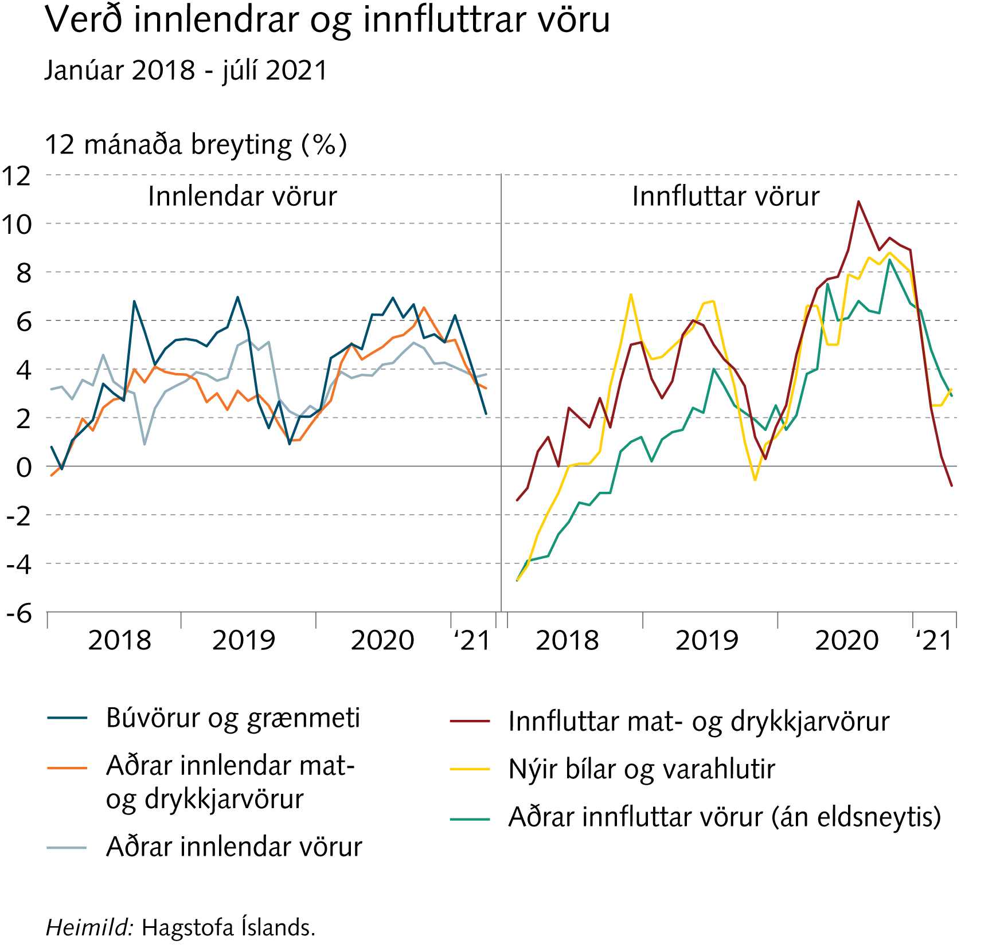 Verð innlendrar og innfluttrar vöru
Janúar 2018 - júlí 2021
12 mánaða breyting (%)
12
10
8
6
4
2
0
-2
-4
-6
Innlendar vörur
Innfluttar vörur
2018 2019 2020 ‘21 2018 2019 2020 ‘21
Búvörur og grænmeti
Aðrar innlendar mat-
og drykkjarvörur
Aðrar innlendar vörur
Innfluttar mat- og drykkjarvörur
Nýir bílar og varahlutir
Aðrar innfluttar vörur (án eldsneytis)
Heimild: Hagstofa Íslands.